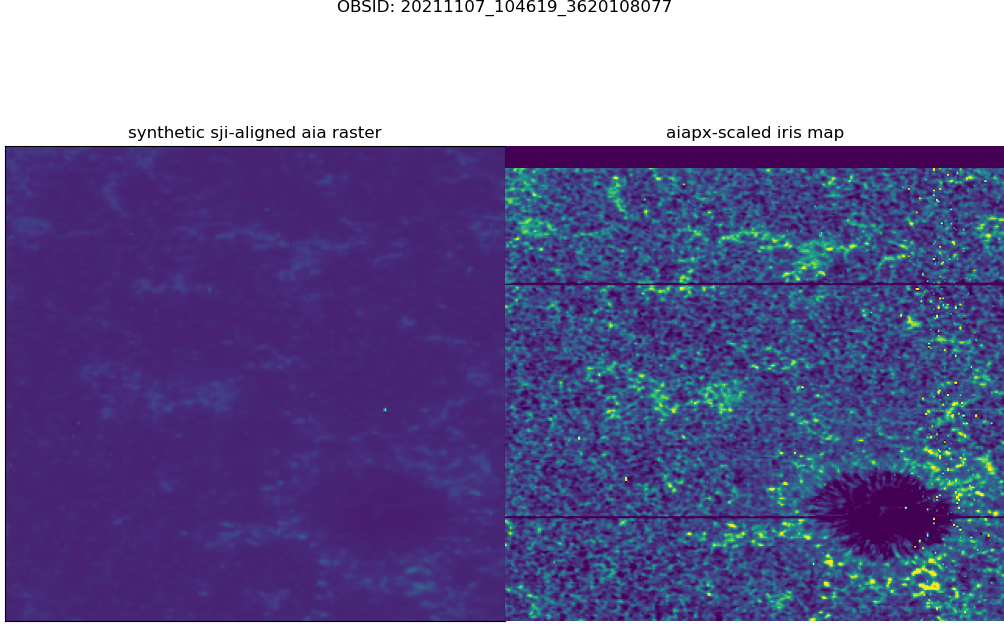 OBSID: 20211107_104619_3620108077
synthetic sji-aligned aia raster
aiapx-scaled iris map